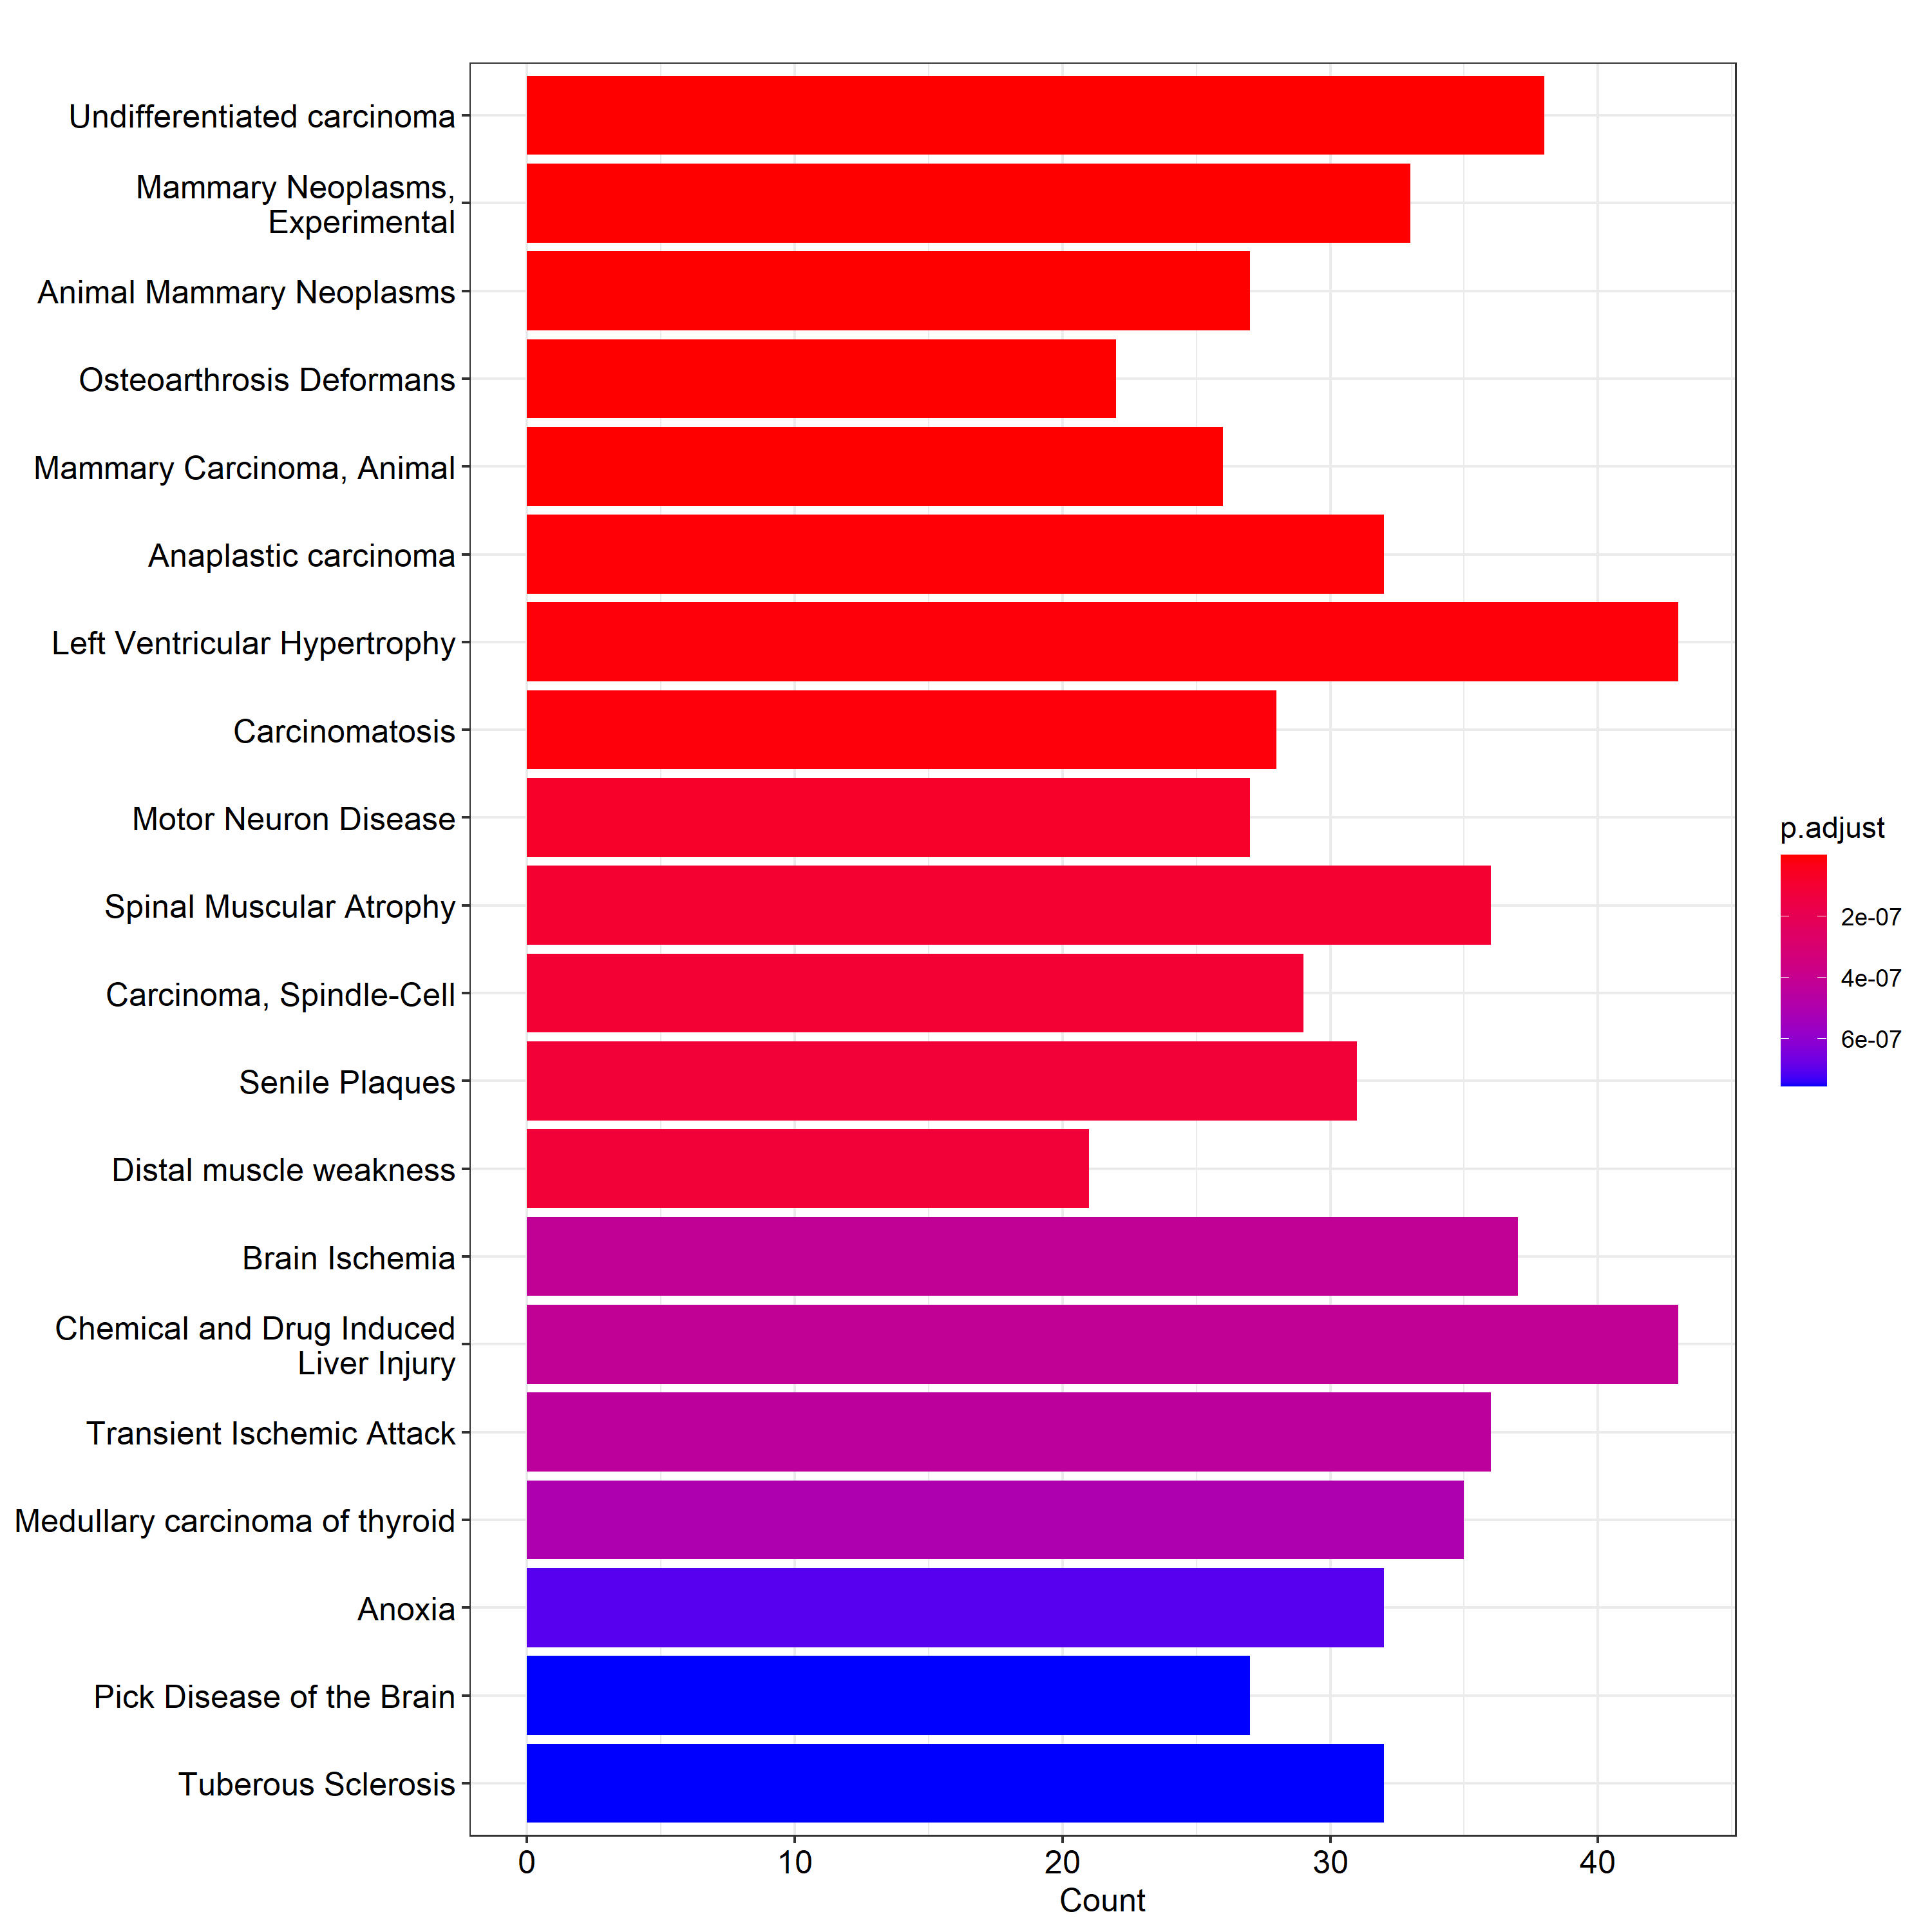 Undifferentiated carcinoma
Mammary Neoplasms,
Experimental
Animal Mammary Neoplasms
Osteoarthrosis Deformans
Mammary Carcinoma, Animal
Anaplastic carcinoma
Left Ventricular Hypertrophy
Carcinomatosis
Motor Neuron Disease
Spinal Muscular Atrophy
Carcinoma, Spindle-Cell
Senile Plaques
Distal muscle weakness
Brain Ischemia
Chemical and Drug Induced
Liver Injury
Transient Ischemic Attack
Medullary carcinoma of thyroid
Anoxia
Pick Disease of the Brain
Tuberous Sclerosis
0 10 20 30 40
Count
p.adjust
2e-07
4e-07
6e-07